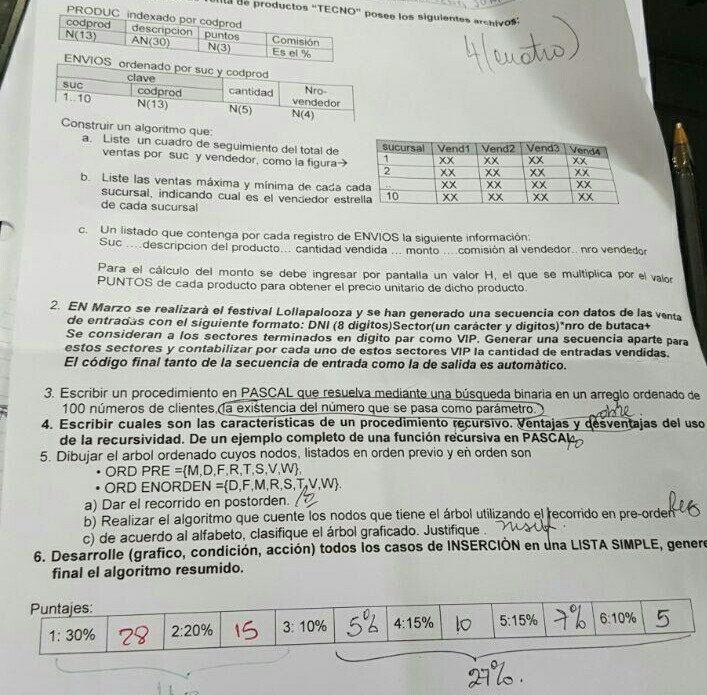 de productos "TECNO" posee los siguientes archivos:
PRODUC indexado por codprod
codprod descripcion puntos Comisión
N(13) AN(30) N(3) Es el %
4 (cuatro)
ENVIOS ordenado por suc y codprod
clave
suc codprod cantidad Nro-vendedor
1..10 N(13) N(5) N(4)
Construir un algoritmo que:
a. Liste un cuadro de seguimiento del total de
ventas por suc y vendedor, como la figura→
sucursal Vend1 Vend2 Vend3 Vend4
1 XX XX XX XX
2 XX XX XX XX
.. XX XX XX XX
10 XX XX XX XX
b. Liste las ventas máxima y mínima de cada cada
sucursal, indicando cual es el vendedor estrella
de cada sucursal
c. Un listado que contenga por cada registro de ENVIOS la siguiente información:
Suc ....descripcion del producto... cantidad vendida ... monto ....comisión al vendedor.. nro vendedor
Para el cálculo del monto se debe ingresar por pantalla un valor H, el que se multiplica por el valor
PUNTOS de cada producto para obtener el precio unitario de dicho producto.
2. EN Marzo se realizarà el festival Lollapalooza y se han generado una secuencia con datos de las venta
de entradas con el siguiente formato: DNI (8 digitos)Sector(un carácter y digitos)*nro de butaca+
Se consideran a los sectores terminados en digito par como VIP. Generar una secuencia aparte para
estos sectores y contabilizar por cada uno de estos sectores VIP la cantidad de entradas vendidas.
El código final tanto de la secuencia de entrada como la de salida es automàtico.
3. Escribir un procedimiento en PASCAL que resuelva mediante una búsqueda binaria en un arreglo ordenado de
100 números de clientes,(la existencia del número que se pasa como parámetro.)
pobre
4. Escribir cuales son las características de un procedimiento recursivo. Ventajas y desventajas del uso
de la recursividad. De un ejemplo completo de una función recursiva en PASCAL
5. Dibujar el arbol ordenado cuyos nodos, listados en orden previo y en orden son
• ORD PRE ={M,D,F,R,T,S,V,W},
• ORD ENORDEN ={D,F,M,R,S,T,V,W}.
a) Dar el recorrido en postorden.
b) Realizar el algoritmo que cuente los nodos que tiene el árbol utilizando el recorrido en pre-orden
c) de acuerdo al alfabeto, clasifique el árbol graficado. Justifique .
6. Desarrolle (grafico, condición, acción) todos los casos de INSERCIÒN en una LISTA SIMPLE, genere
final el algoritmo resumido.
Puntajes:
1: 30% 28 2:20% 15 3: 10% 5% 4:15% 10 5:15% 7% 6:10% 5
27%.